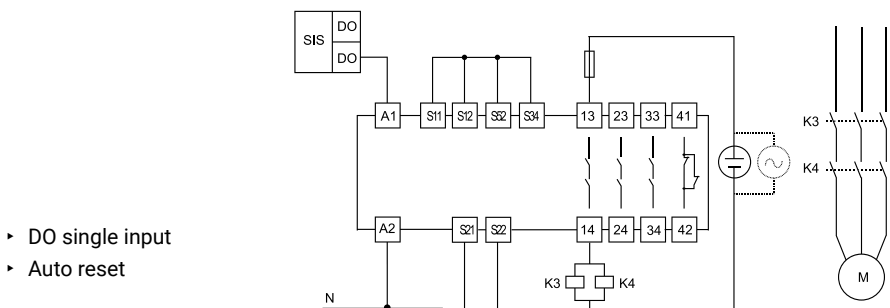 DO
SIS
DO
A1 S11 S12 S52 S34 13 23 33 41
K3
K4
A2 S21 S22 14 24 34 42
▸ DO single input
▸ Auto reset
K3 K4
M
N